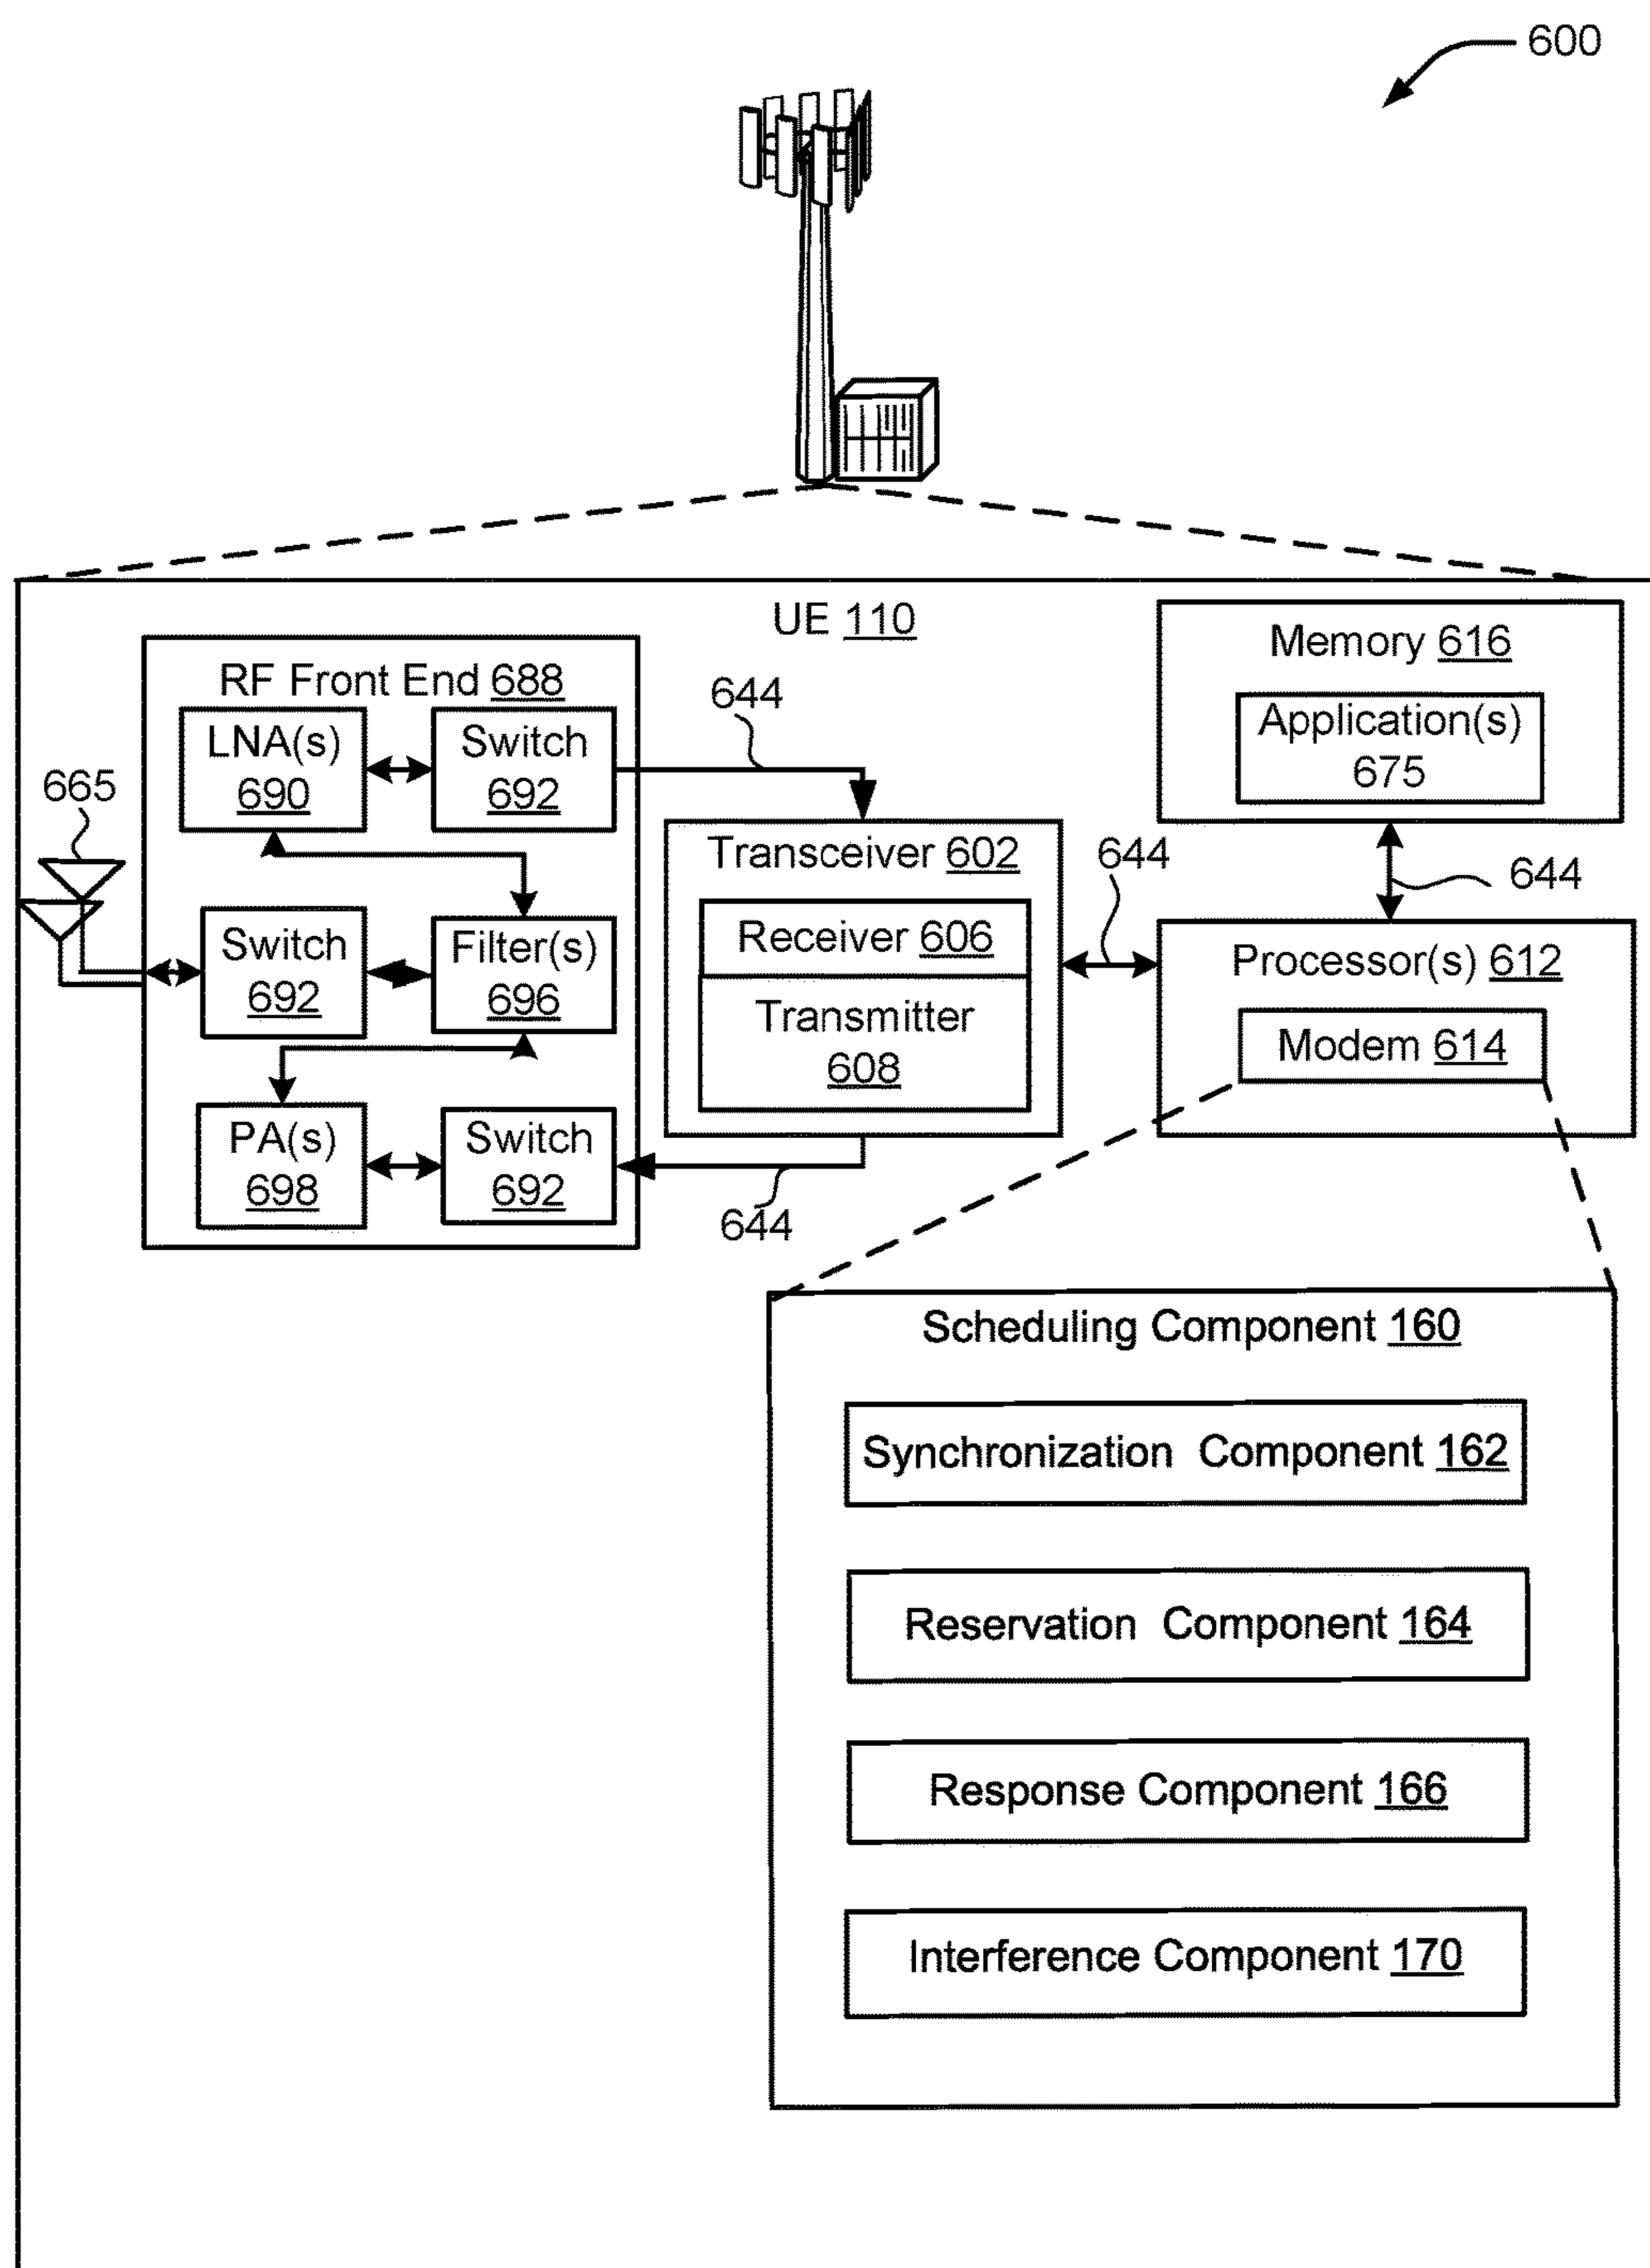 600
UE 110
Memory 616
Application(s)
675
RF Front End 688
644
LNA(s)
690
Switch
692
665
Transceiver 602
644
644
Receiver 606
Transmitter
608
Switch
692
Filter(s)
696
Processor(s) 612
Modem 614
PA(s)
698
Switch
692
644
Scheduling Component 160
Synchronization Component 162
Reservation Component 164
Response Component 166
Interference Component 170